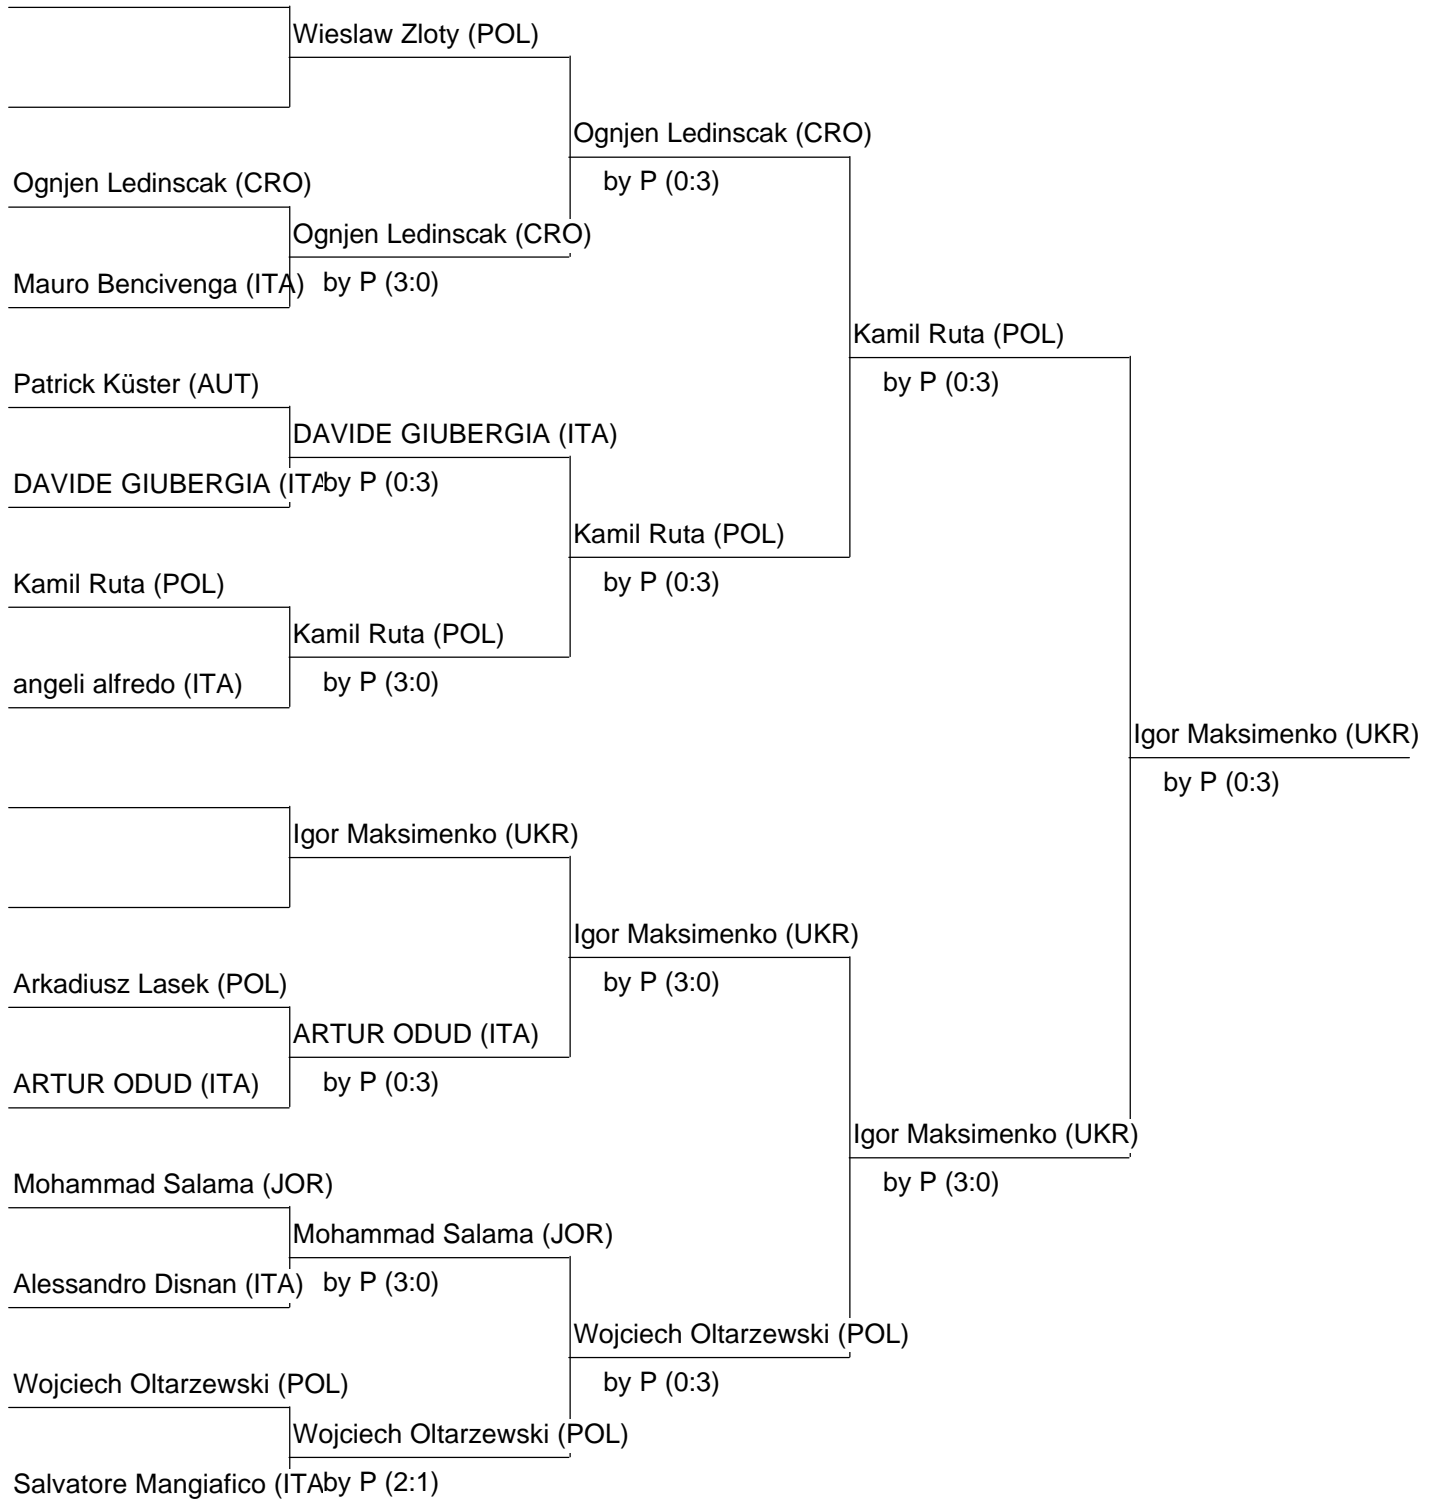 Wieslaw Zloty (POL)
Ognjen Ledinscak (CRO)
by P (0:3)
Ognjen Ledinscak (CRO)
Ognjen Ledinscak (CRO)
Mauro Bencivenga (ITA)
by P (3:0)
Kamil Ruta (POL)
by P (0:3)
Patrick Küster (AUT)
DAVIDE GIUBERGIA (ITA)
DAVIDE GIUBERGIA (ITA
by P (0:3)
Kamil Ruta (POL)
by P (0:3)
Kamil Ruta (POL)
Kamil Ruta (POL)
angeli alfredo (ITA)
by P (3:0)
Igor Maksimenko (UKR)
by P (0:3)
Igor Maksimenko (UKR)
Igor Maksimenko (UKR)
by P (3:0)
Arkadiusz Lasek (POL)
ARTUR ODUD (ITA)
ARTUR ODUD (ITA)
by P (0:3)
Igor Maksimenko (UKR)
by P (3:0)
Mohammad Salama (JOR)
Mohammad Salama (JOR)
Alessandro Disnan (ITA)
by P (3:0)
Wojciech Oltarzewski (POL)
by P (0:3)
Wojciech Oltarzewski (POL)
Wojciech Oltarzewski (POL)
Salvatore Mangiafico (ITA
by P (2:1)